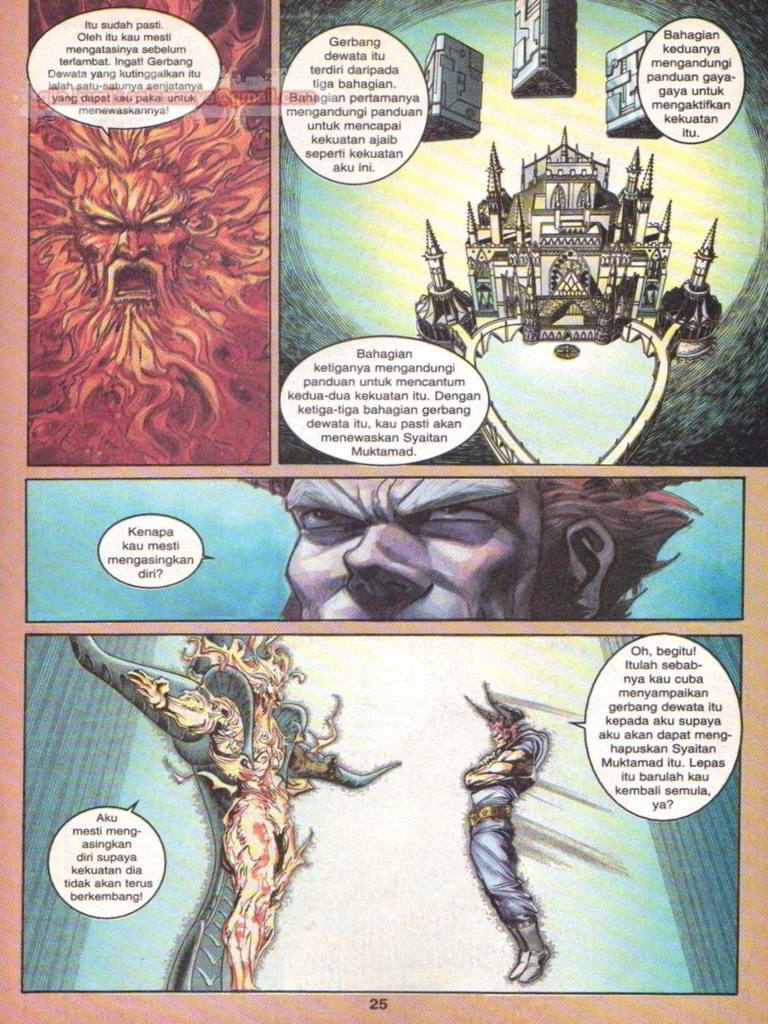 Itu sudah pasti.
Oleh itu kau mesti
mengatasinya sebelum
terlambat. Ingat! Gerbang
Dewata yang kutinggalkan itu
ialah satu-satunya senjatanya
yang dapat kau pakai untuk
menewaskannya!
Gerbang
dewata itu
terdiri daripada
tiga bahagian.
Bahagian pertamanya
mengandungi panduan
untuk mencapai
kekuatan ajaib
seperti kekuatan
aku ini.
Bahagian
keduanya
mengandungi
panduan gaya-
gaya untuk
mengaktifkan
kekuatan
itu.
Bahagian
ketiganya mengandungi
panduan untuk mencantum
kedua-dua kekuatan itu. Dengan
ketiga-tiga bahagian gerbang
dewata itu, kau pasti akan
menewaskan Syaitan
Muktamad.
Kenapa
kau mesti
mengasingkan
diri?
Aku
mesti meng-
asingkan
diri supaya
kekuatan dia
tidak akan terus
berkembang!
Oh, begitu!
Itulah sebab-
nya kau cuba
menyampaikan
gerbang dewata itu
kepada aku supaya
aku akan dapat meng-
hapuskan Syaitan
Muktamad itu. Lepas
itu barulah kau
kembali semula,
ya?
25